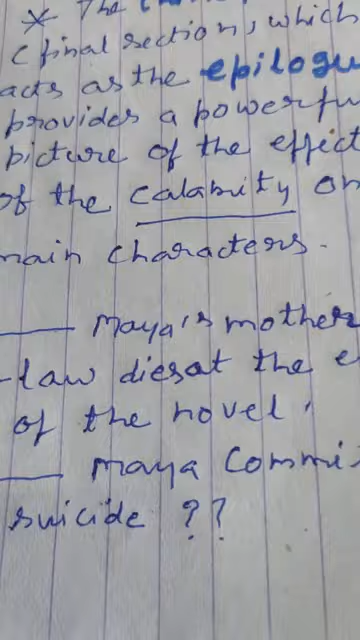 * The
(final section, which
acts as the epilogu
provides a powerfu
picture of the effect
of the calamity on
main characters.
—— Maya's mother
-law dies at the e
of the novel.
—— Maya commi-
suicide ??